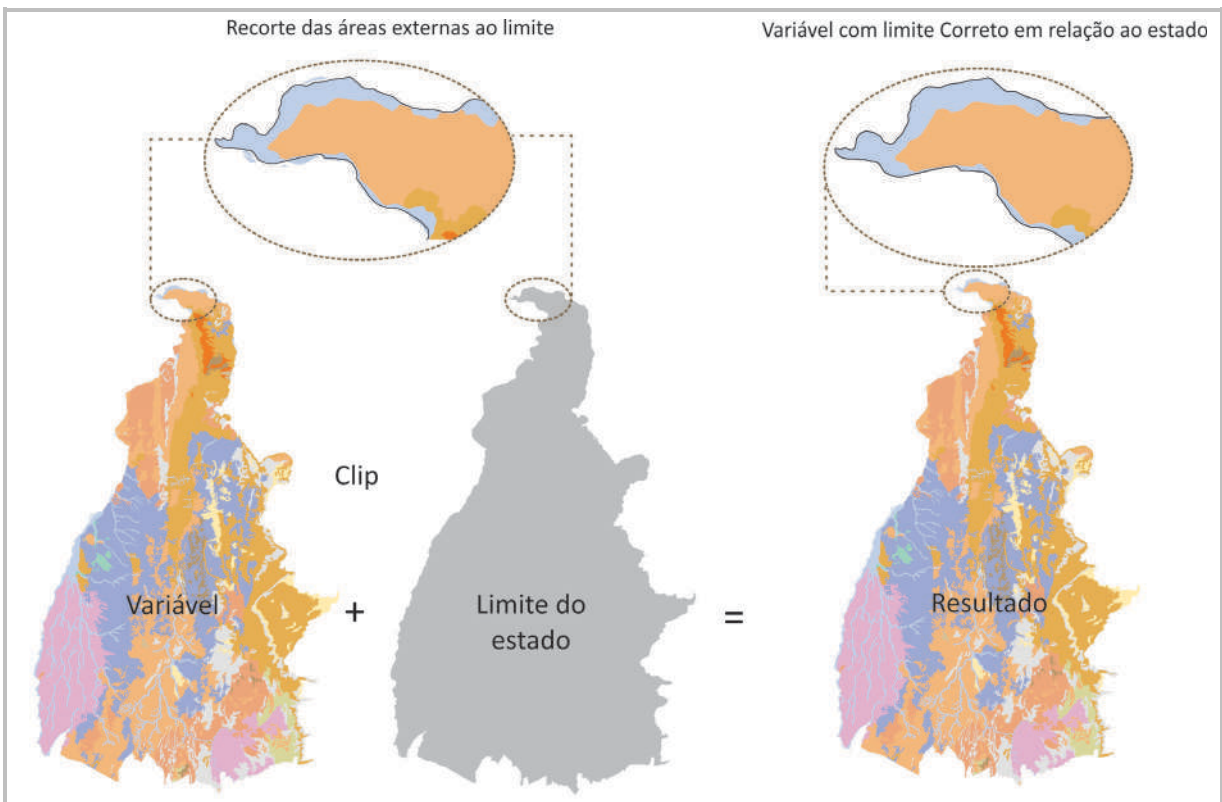 Recorte das áreas externas ao limite
Variável com limite Correto em relação ao estado
Clip
Variável
+
Limite do
estado
=
Resultado